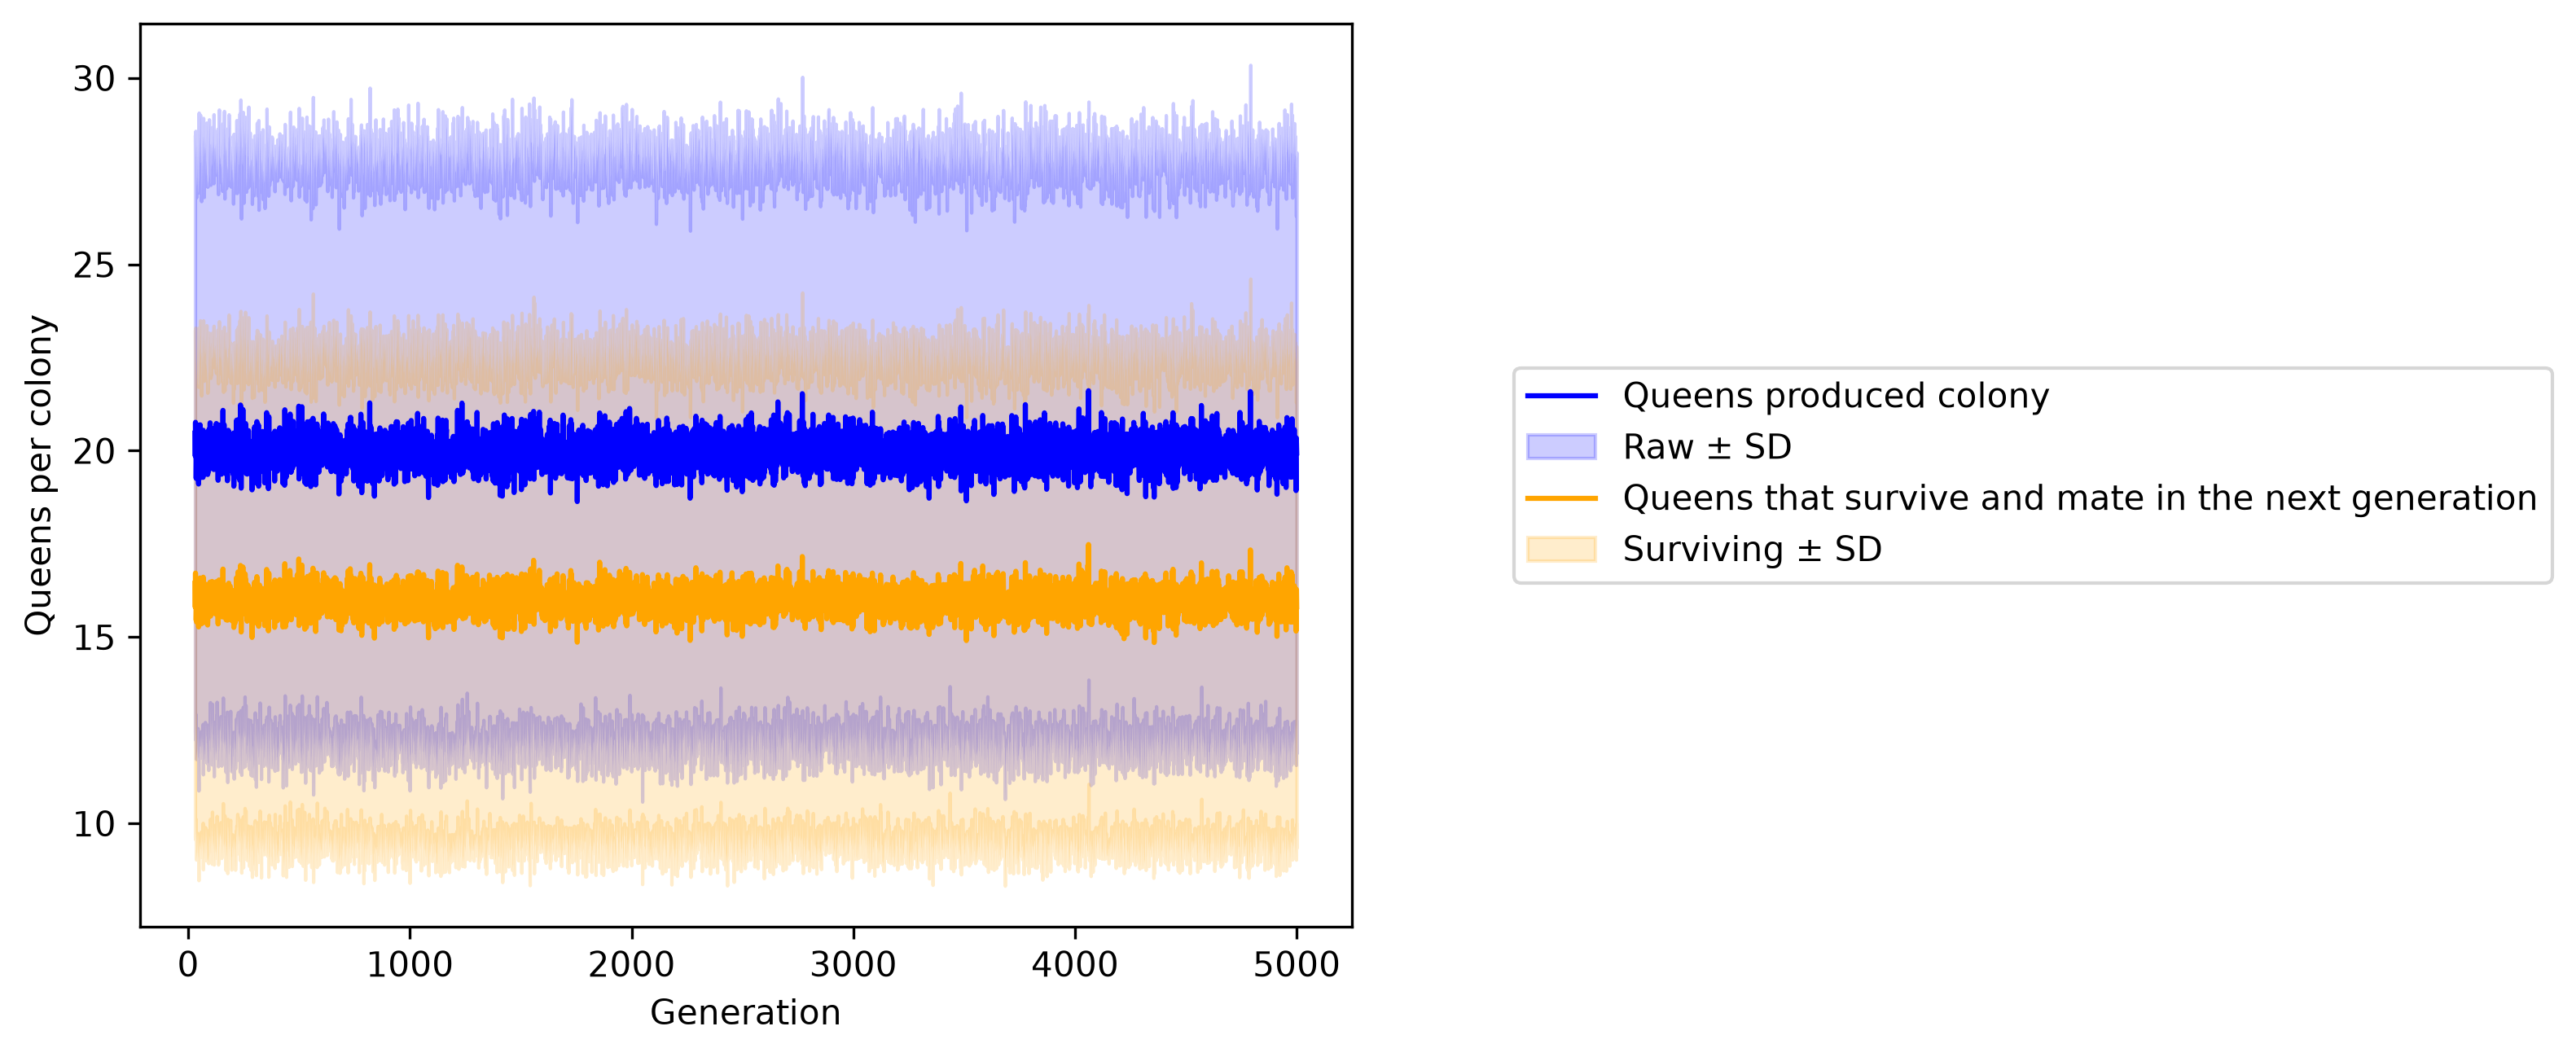 30
25
20
15
10
Queens per colony
0 1000 2000 3000 4000 5000
Generation
Queens produced colony
Raw ± SD
Queens that survive and mate in the next generation
Surviving ± SD